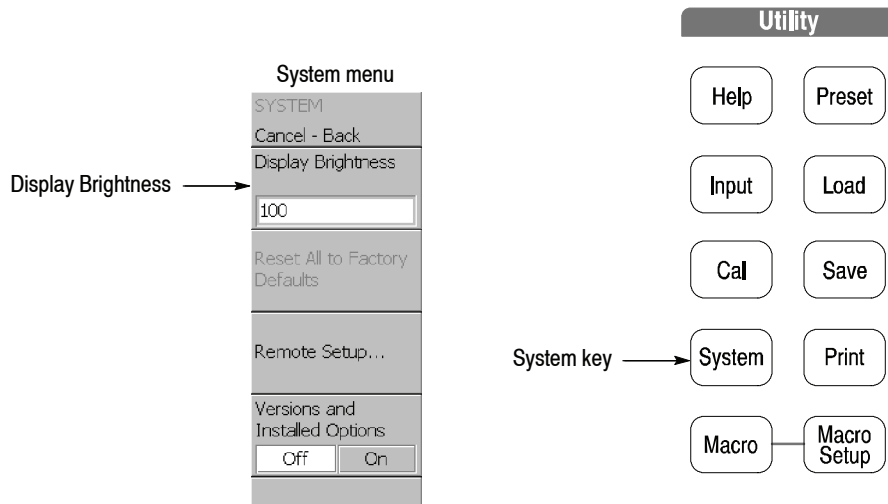 Utility
System menu
SYSTEM
Cancel - Back
Display Brightness
Display Brightness
100
Reset All to Factory
Defaults
Remote Setup...
Versions and
Installed Options
Off On
Help Preset
Input Load
Cal Save
System key
System Print
Macro Macro
Setup